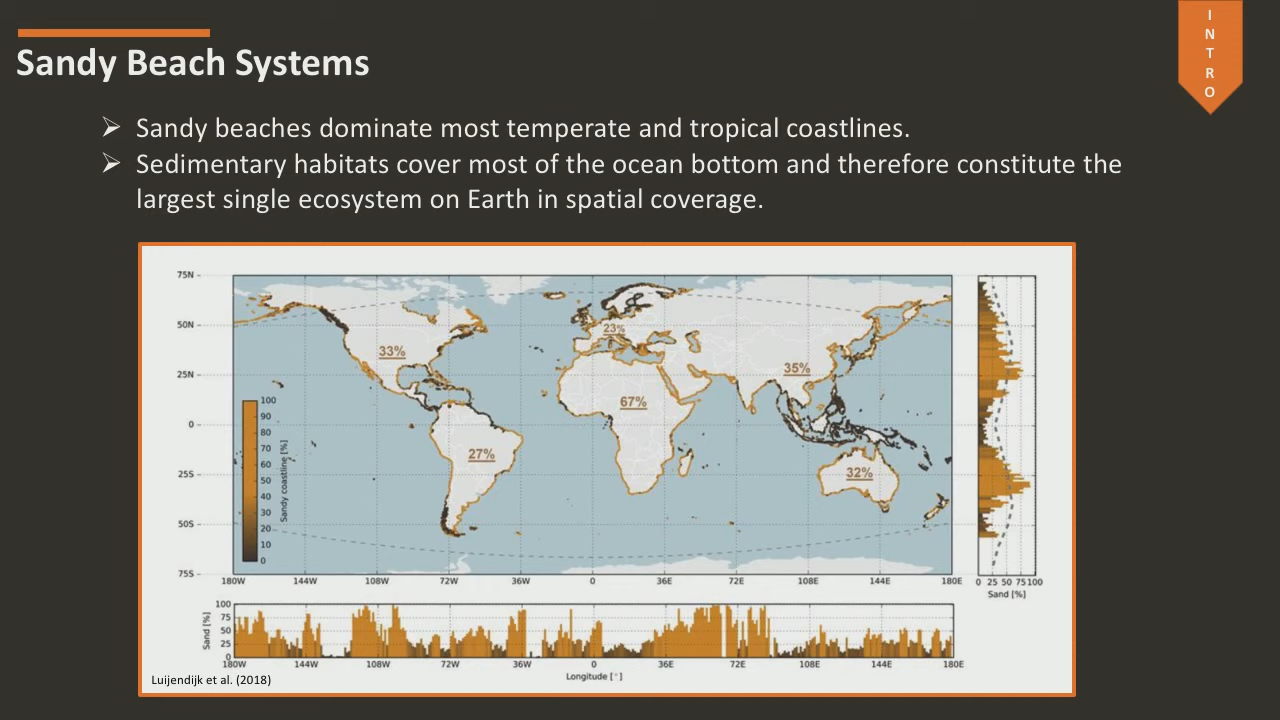 Sandy Beach Systems
I
N
T
R
O
➢ Sandy beaches dominate most temperate and tropical coastlines.
➢ Sedimentary habitats cover most of the ocean bottom and therefore constitute the
largest single ecosystem on Earth in spatial coverage.
75N
50N
25N
0
25S
50S
75S
33%
23%
35%
67%
27%
32%
100
90
80
70
60
50
40
30
20
10
0
Sandy coastline [%]
180W 144W 108W 72W 36W 0 36E 72E 108E 144E 180E
0 25 50 75 100
Sand [%]
100
75
50
25
0
Sand [%]
180W 144W 108W 72W 36W 0 36E 72E 108E 144E 180E
Longitude [°]
Luijendijk et al. (2018)